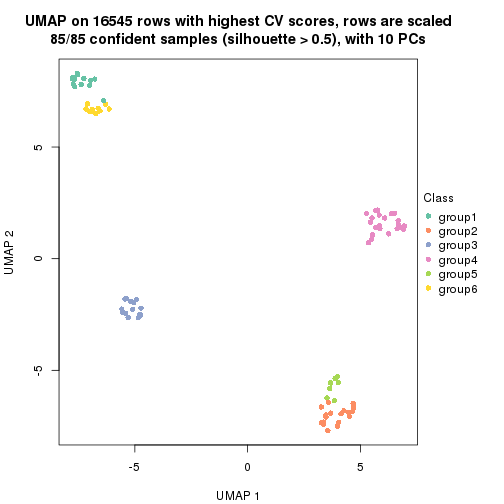 UMAP on 16545 rows with highest CV scores, rows are scaled
85/85 confident samples (silhouette > 0.5), with 10 PCs
5
0
-5
UMAP 2
-5
0
5
UMAP 1
Class
group1
group2
group3
group4
group5
group6